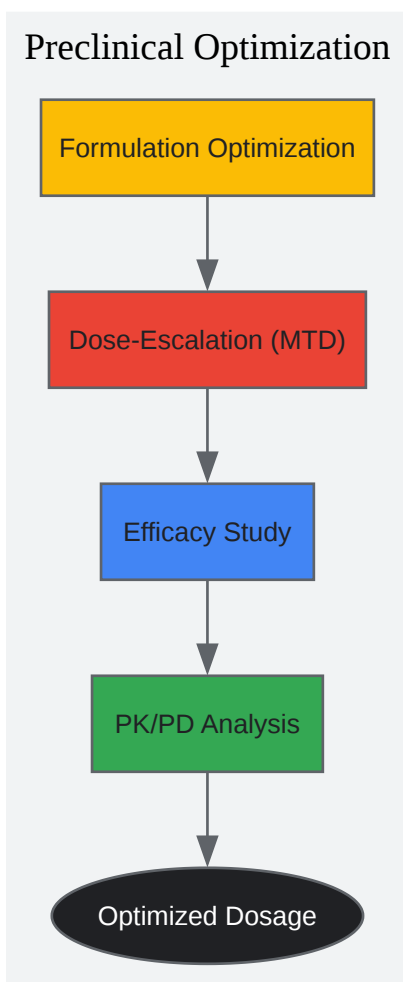 Preclinical Optimization
Formulation Optimization
Dose-Escalation (MTD)
Efficacy Study
PK/PD Analysis
Optimized Dosage